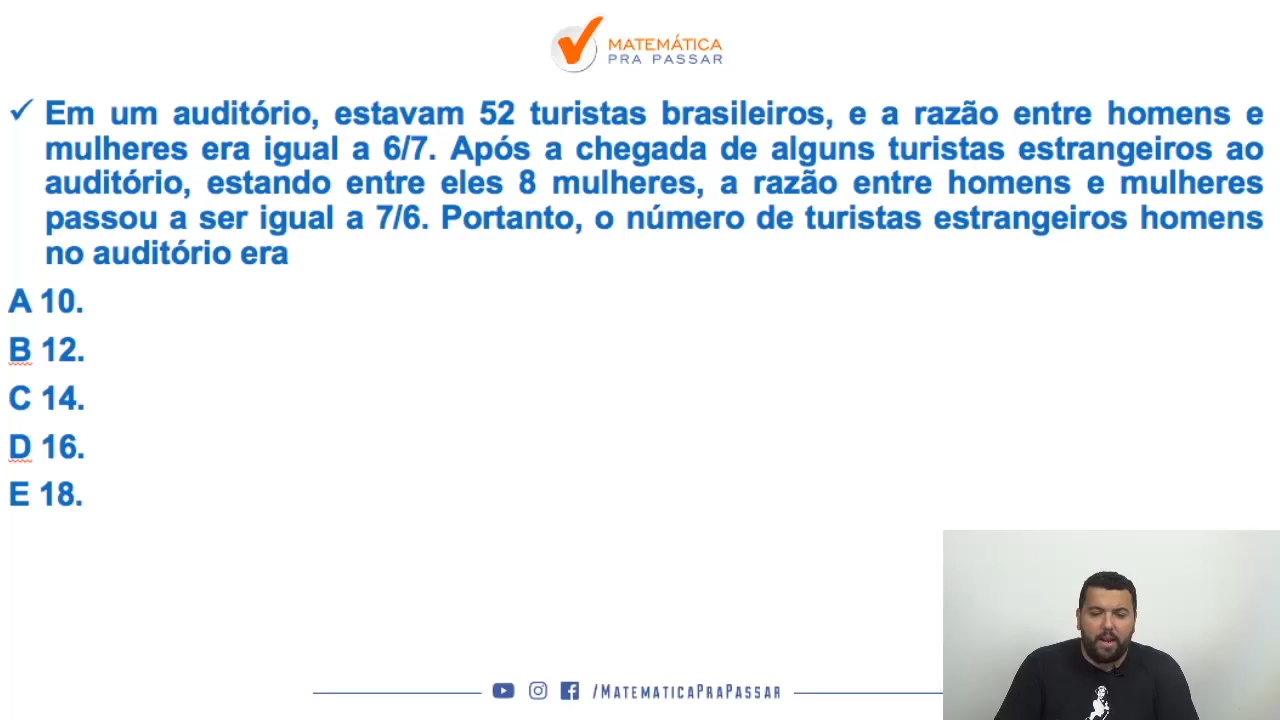 MATEMÁTICA
PRA PASSAR
✓ Em um auditório, estavam 52 turistas brasileiros, e a razão entre homens e
mulheres era igual a 6/7. Após a chegada de alguns turistas estrangeiros ao
auditório, estando entre eles 8 mulheres, a razão entre homens e mulheres
passou a ser igual a 7/6. Portanto, o número de turistas estrangeiros homens
no auditório era
A 10.
B 12.
C 14.
D 16.
E 18.
/MATEMATICAPRAPASSAR